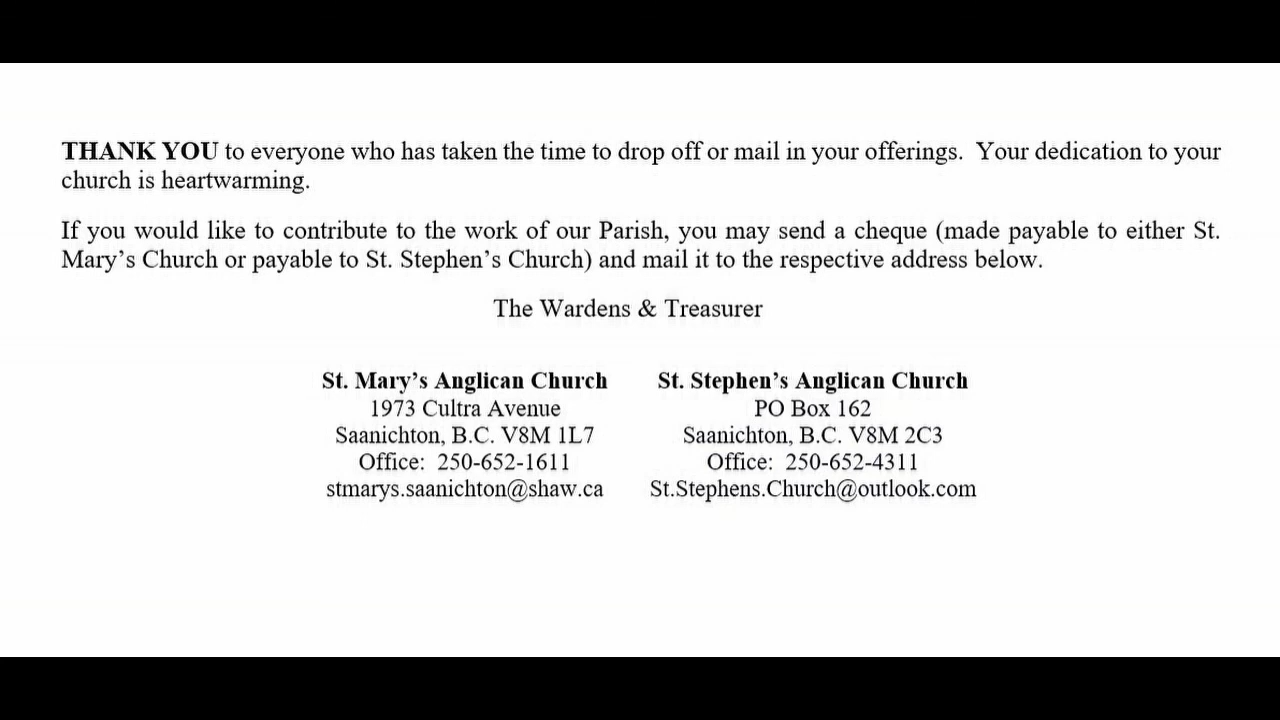 THANK YOU to everyone who has taken the time to drop off or mail in your offerings.  Your dedication to your
church is heartwarming.
If you would like to contribute to the work of our Parish, you may send a cheque (made payable to either St.
Mary’s Church or payable to St. Stephen’s Church) and mail it to the respective address below.
The Wardens & Treasurer
St. Mary’s Anglican Church
1973 Cultra Avenue
Saanichton, B.C. V8M 1L7
Office:  250-652-1611
stmarys.saanichton@shaw.ca
St. Stephen’s Anglican Church
PO Box 162
Saanichton, B.C. V8M 2C3
Office:  250-652-4311
St.Stephens.Church@outlook.com